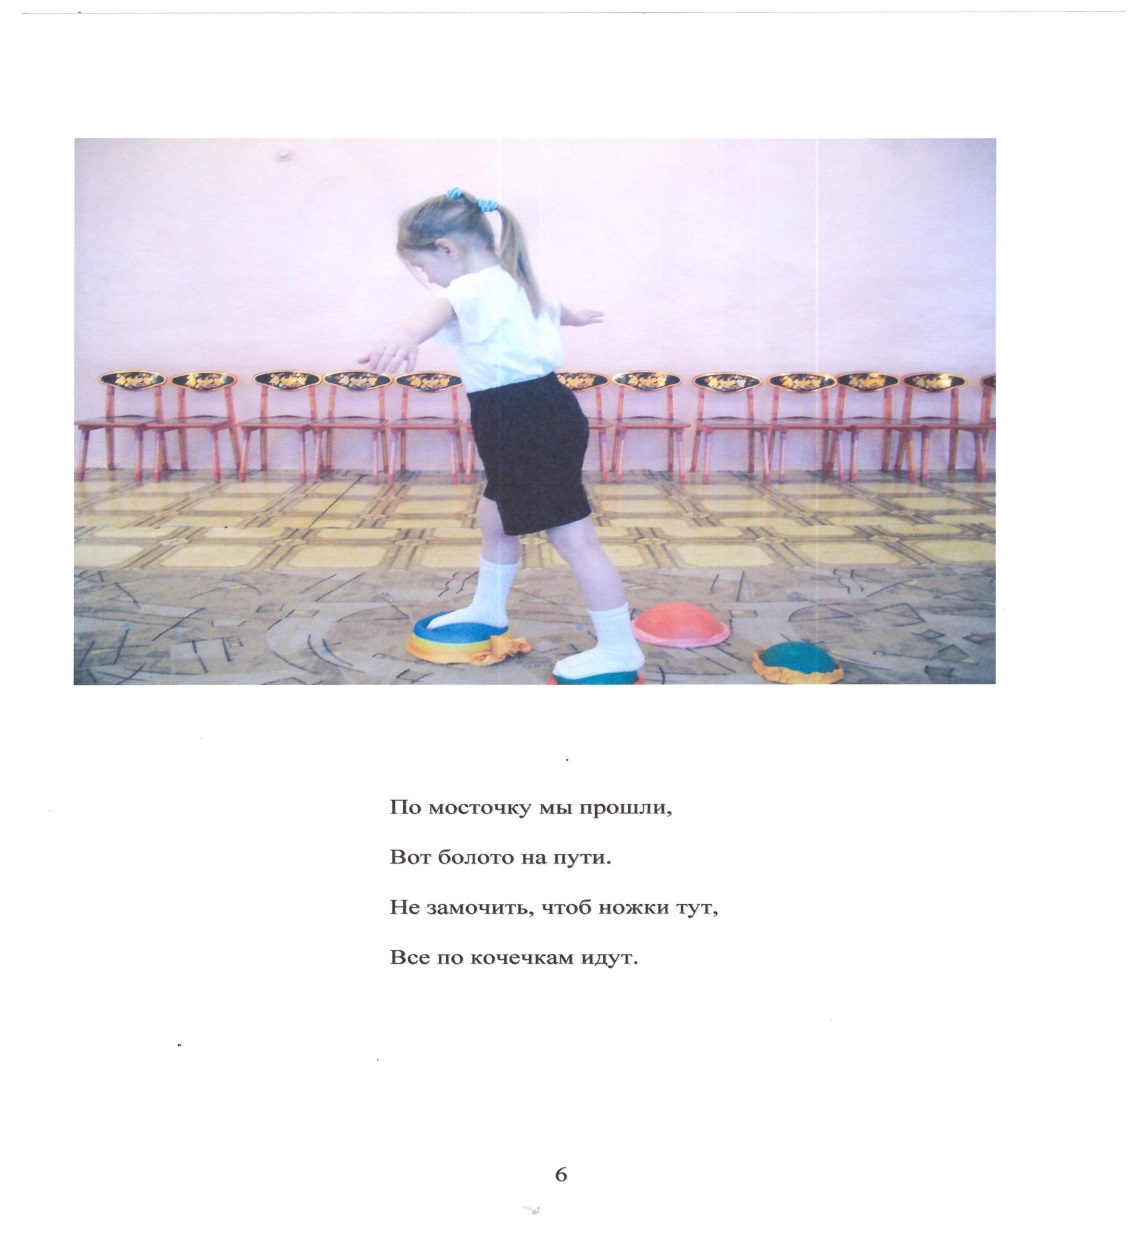 По мосточку мы прошли,
Вот болото на пути.
Не замочить, чтоб ножки тут,
Все по кочечкам идут.
6